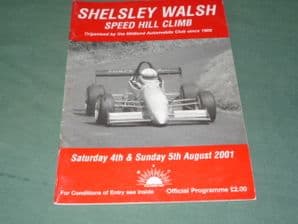 SHELSLEY WALSH
SPEED HILL CLIMB
Organised by the Midland Automobile Club since 1905
Saturday 4th & Sunday 5th August 2001
For Conditions of Entry see Inside
Official Programme £2.00